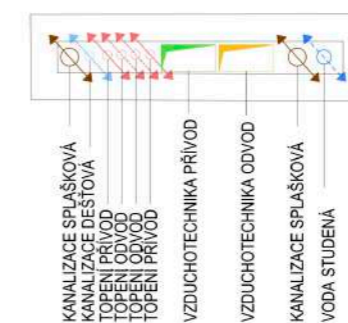 KANALIZACE SPLAŠKOVÁ
KANALIZACE DEŠŤOVÁ
TOPENÍ PŘÍVOD
TOPENÍ ODVOD
TOPENÍ ODVOD
TOPENÍ PŘÍVOD
VZDUCHOTECHNIKA PŘÍVOD
VZDUCHOTECHNIKA ODVOD
KANALIZACE SPLAŠKOVÁ
VODA STUDENÁ